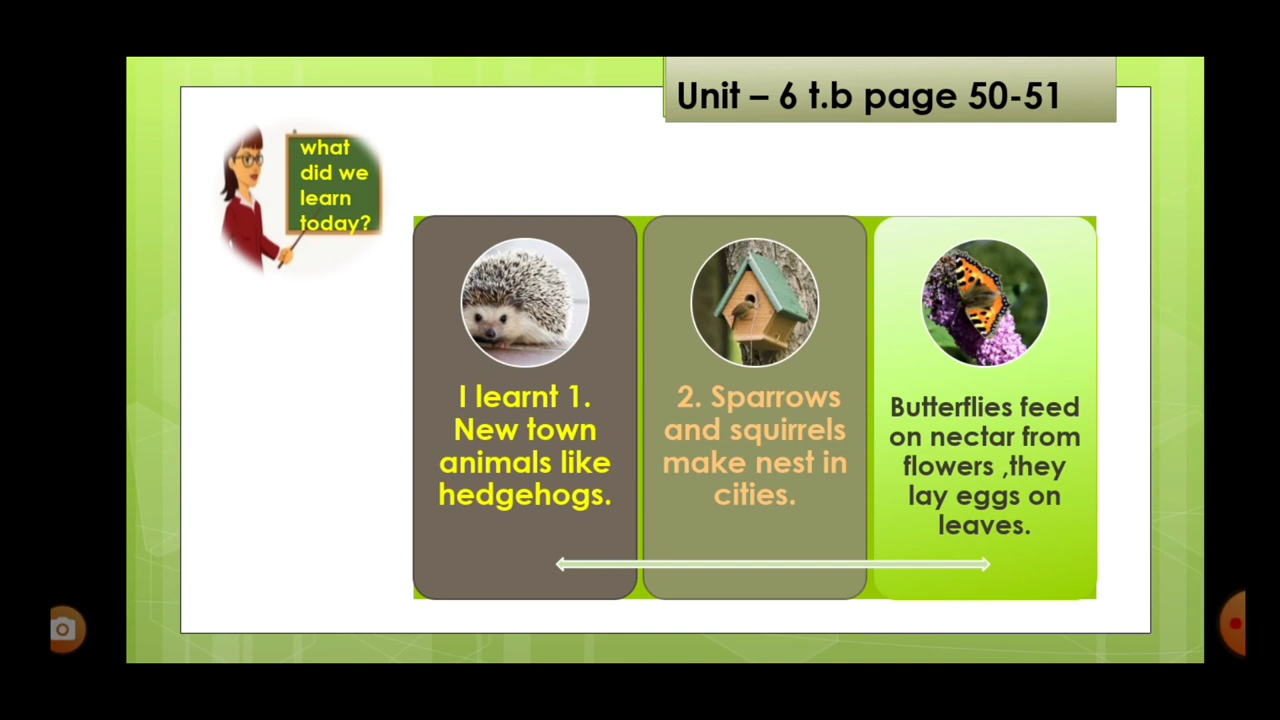 Unit – 6 t.b page 50-51
what
did we
learn
today?
I learnt 1.
New town
animals like
hedgehogs.
2. Sparrows
and squirrels
make nest in
cities.
Butterflies feed
on nectar from
flowers ,they
lay eggs on
leaves.